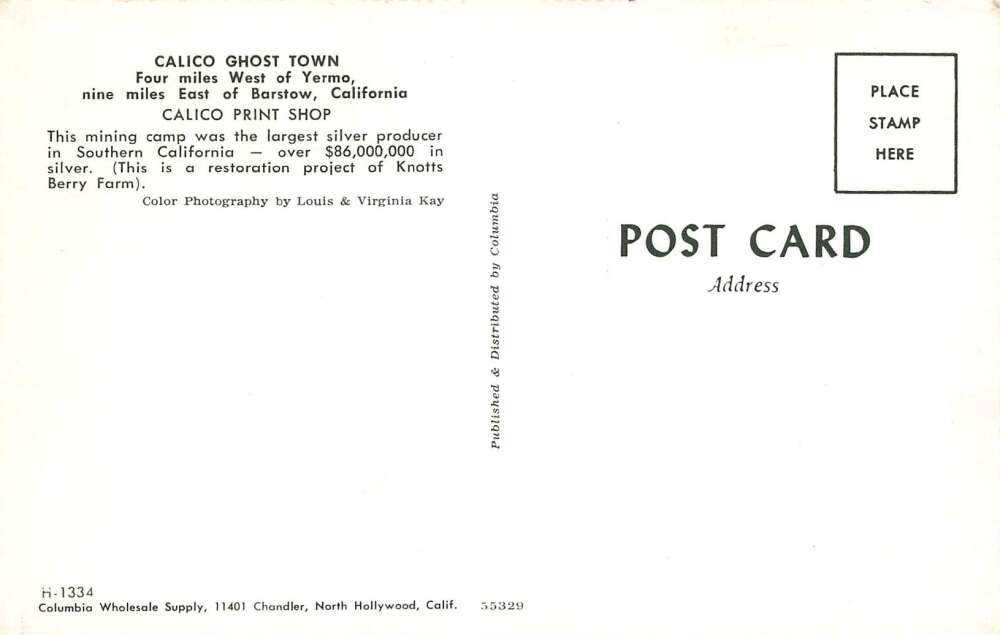 CALICO GHOST TOWN
Four miles West of Yermo,
nine miles East of Barstow, California
CALICO PRINT SHOP
This mining camp was the largest silver producer
in Southern California — over $86,000,000 in
silver. (This is a restoration project of Knotts
Berry Farm).
Color Photography by Louis & Virginia Kay
Published & Distributed by Columbia
PLACE
STAMP
HERE
POST CARD
Address
H-1334
Columbia Wholesale Supply, 11401 Chandler, North Hollywood, Calif. 55329